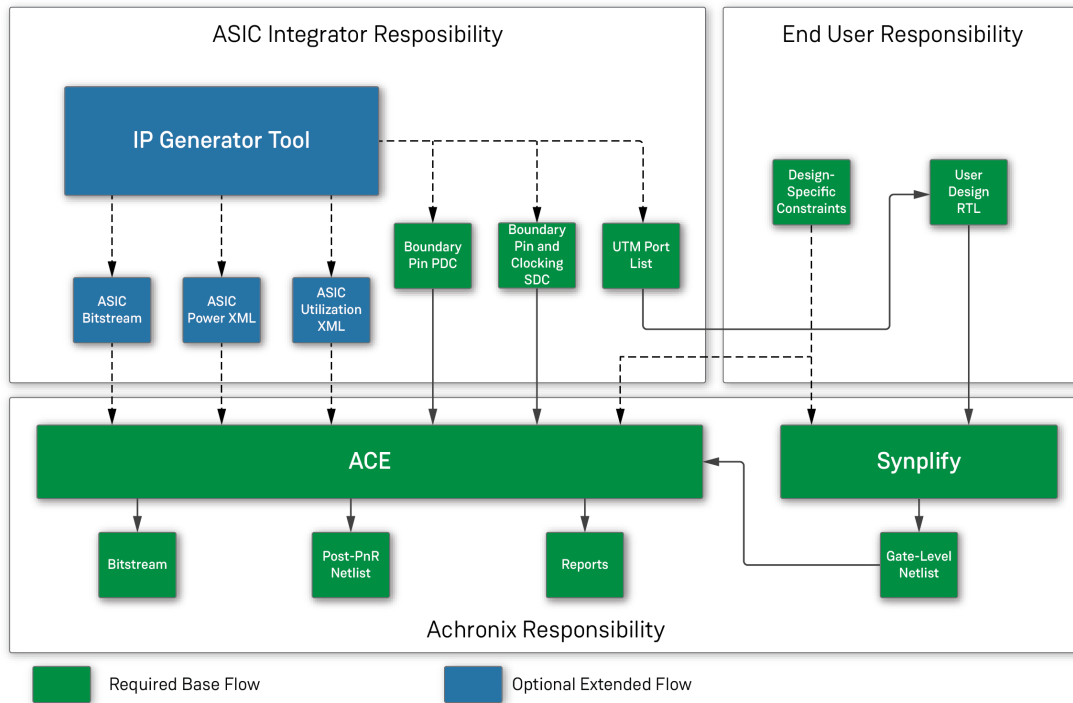 ASIC Integrator Resposibility
End User Responsibility
IP Generator Tool
Design-
Specific
Constraints
User
Design
RTL
Boundary
Pin PDC
Boundary
Pin and
Clocking
SDC
UTM Port
List
ASIC
Bitstream
ASIC
Power XML
ASIC
Utilization
XML
ACE
Synplify
Bitstream
Post-PnR
Netlist
Reports
Gate-Level
Netlist
Achronix Responsibility
Required Base Flow
Optional Extended Flow